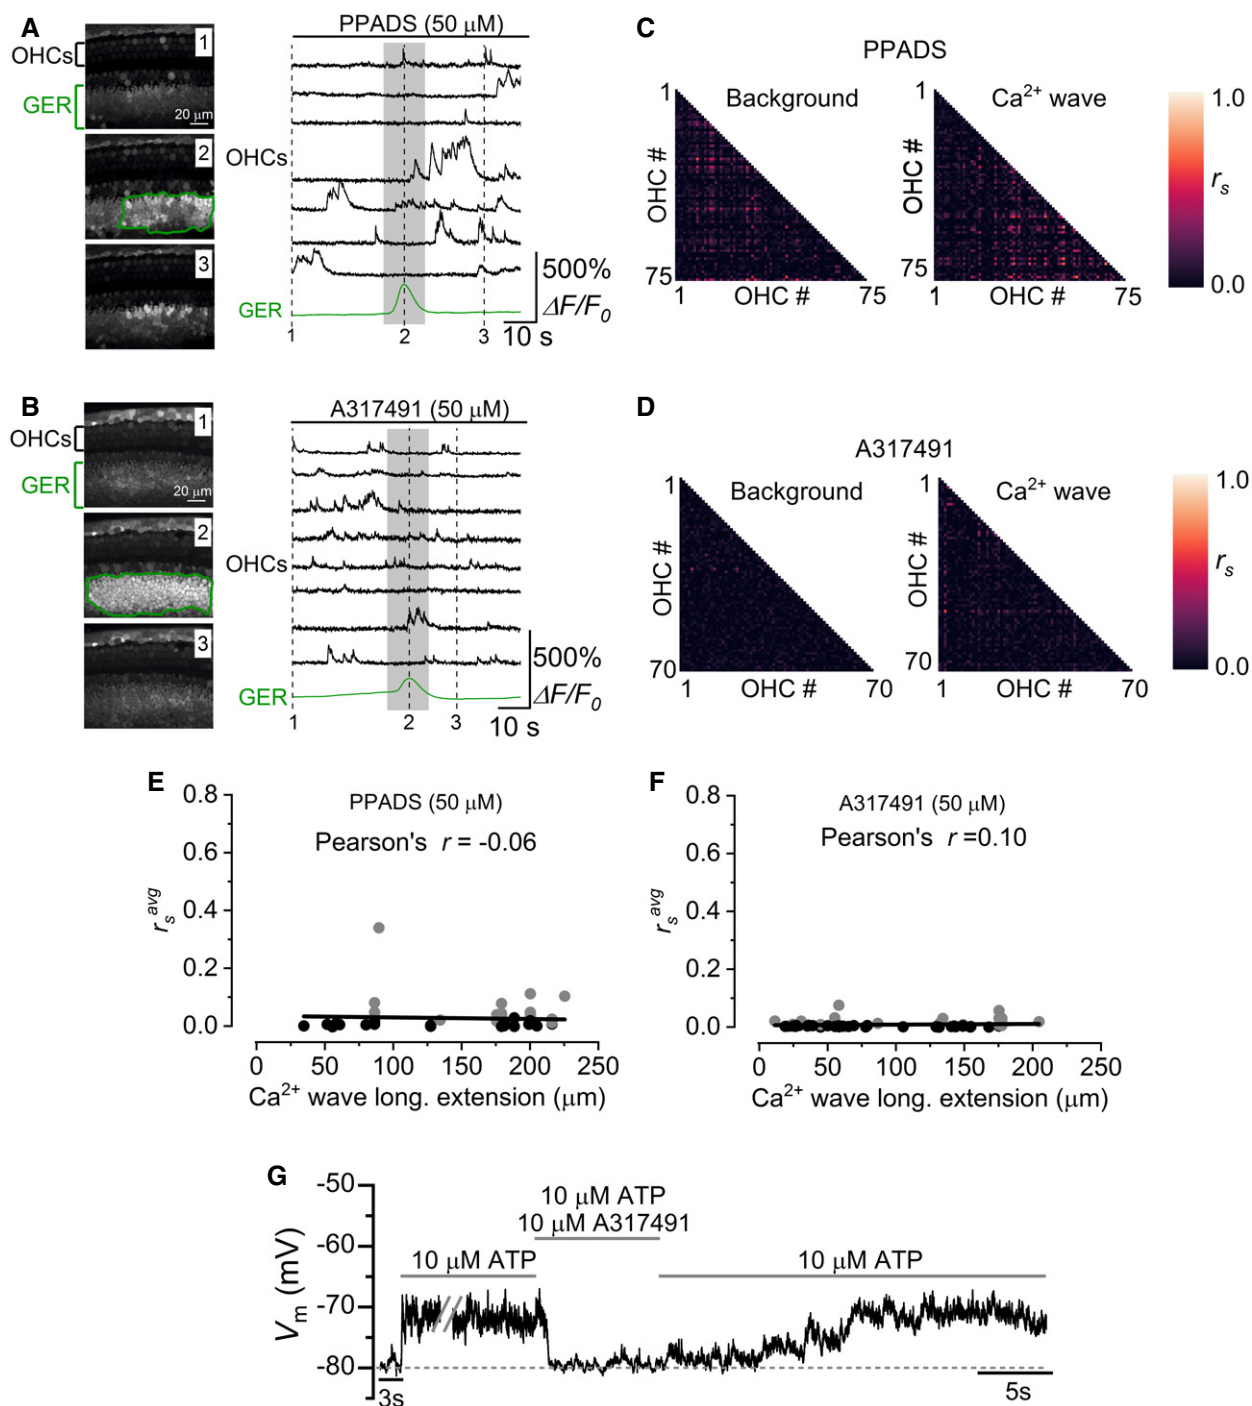 A
PPADS (50 μM)
OHCs
GER
1
20 μm
2
3
OHCs
GER
500%
ΔF/F0
10 s
1
2
3
C
PPADS
Background
Ca2+ wave
1
OHC #
75
1
OHC #
75
1
OHC #
75
1
OHC #
75
1.0
rs
0.0
B
A317491 (50 μM)
OHCs
GER
1
20 μm
2
3
OHCs
GER
500%
ΔF/F0
10 s
1
2
3
D
A317491
Background
Ca2+ wave
1
OHC #
70
1
OHC #
70
1
OHC #
70
1
OHC #
70
1.0
rs
0.0
E
PPADS (50 μM)
Pearson's r = -0.06
rs avg
0.8
0.6
0.4
0.2
0.0
0 50 100 150 200 250
Ca2+ wave long. extension (μm)
F
A317491 (50 μM)
Pearson's r =0.10
rs avg
0.8
0.6
0.4
0.2
0.0
0 50 100 150 200 250
Ca2+ wave long. extension (μm)
G
Vm (mV)
-50
-60
-70
-80
10 μM ATP
10 μM ATP
10 μM A317491
10 μM ATP
3s
5s